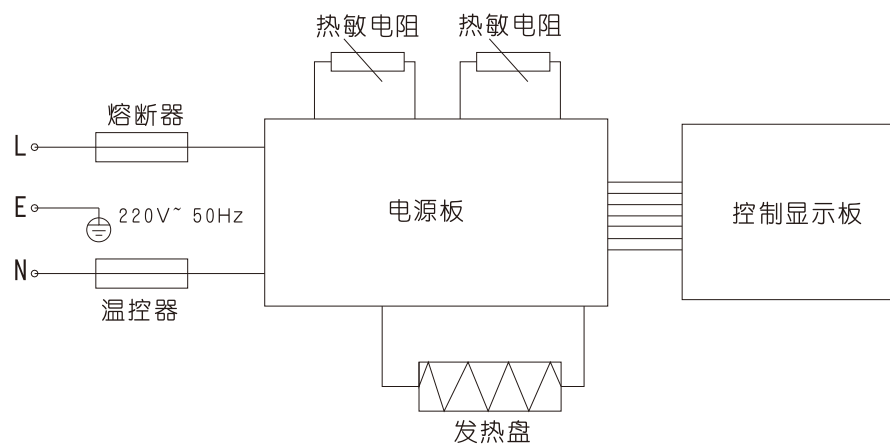 热敏电阻
热敏电阻
熔断器
L
E
220V~ 50Hz
电源板
控制显示板
N
温控器
发热盘